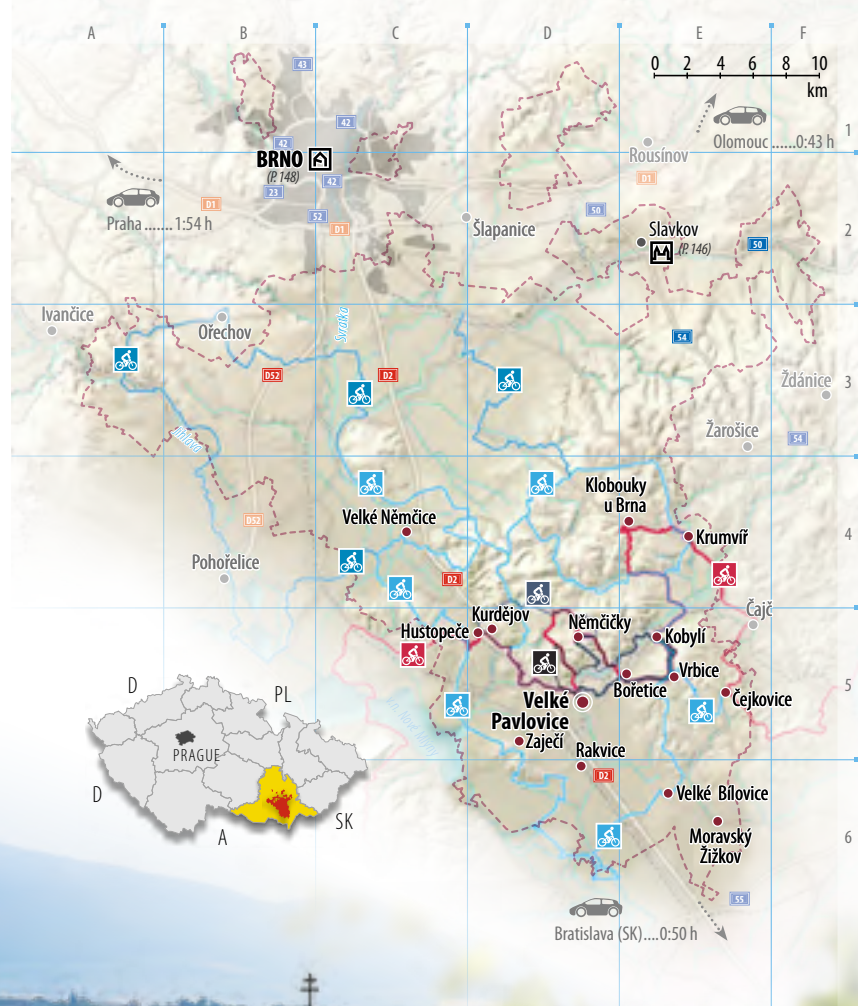 A B C D E F
0 2 4 6 8 10
km
43
42
Olomouc ......0:43 h
1
42
Rousínov
BRNO
(P. 148)
42
D1
23
D1
Praha .......1:54 h
52
D1
50
Šlapanice
Slavkov
(P. 146)
50
2
Ivančice
Ořechov
Svratka
54
D52
D2
3
Ždánice
Žarošice
54
Jihlava
Klobouky
u Brna
Velké Němčice
D52
Krumvíř
4
Pohořelice
D2
Čajč
Kurdějov
Hustopeče
Němčičky
Kobylí
Vrbice
Bořetice
5
Čejkovice
Velké
Pavlovice
Zaječí
Rakvice
D2
Velké Bílovice
Moravský
Žižkov
6
55
Bratislava (SK)....0:50 h
D
PL
PRAGUE
D
SK
A